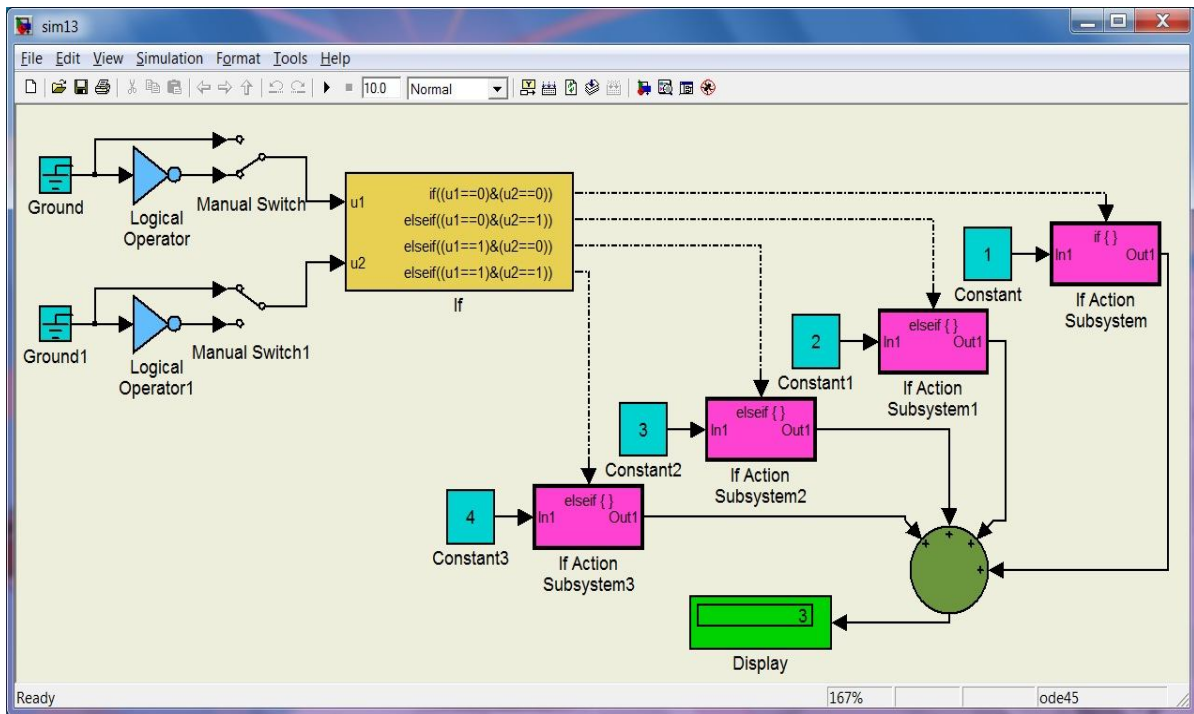 sim13
File Edit View Simulation Format Tools Help
10.0 Normal
Ground
Logical
Operator
Manual Switch
Ground1
Logical
Operator1
Manual Switch1
u1
u2
if((u1==0)&(u2==0))
elseif((u1==0)&(u2==1))
elseif((u1==1)&(u2==0))
elseif((u1==1)&(u2==1))
If
1
Constant
if { }
In1 Out1
If Action
Subsystem
2
Constant1
elseif { }
In1 Out1
If Action
Subsystem1
3
Constant2
elseif { }
In1 Out1
If Action
Subsystem2
4
Constant3
elseif { }
In1 Out1
If Action
Subsystem3
+ + + +
3
Display
Ready 167% ode45